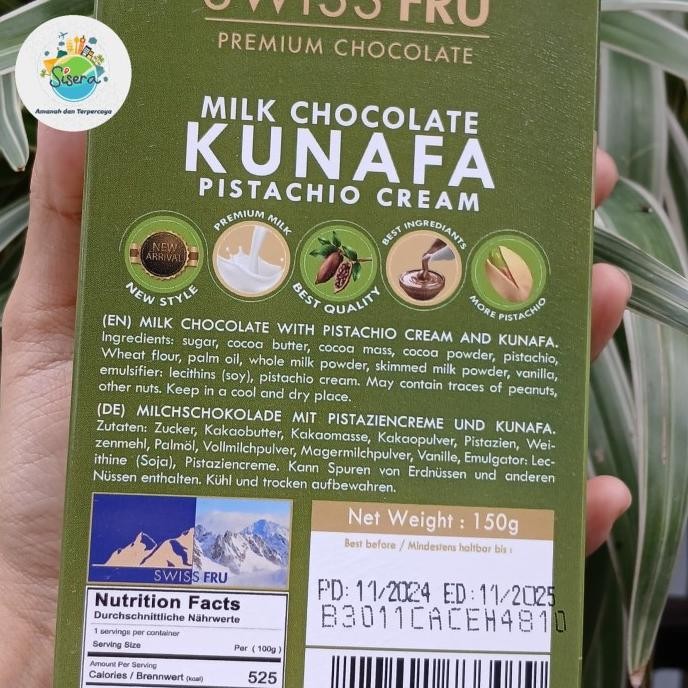 SWISS FRU
PREMIUM CHOCOLATE
Sisera
Amanah dan Terpercaya
MILK CHOCOLATE
KUNAFA
PISTACHIO CREAM
NEW
ARRIVAL
NEW STYLE
PREMIUM MILK
BEST QUALITY
BEST INGREDIANTS
MORE PISTACHIO
(EN) MILK CHOCOLATE WITH PISTACHIO CREAM AND KUNAFA.
Ingredients: sugar, cocoa butter, cocoa mass, cocoa powder, pistachio,
Wheat flour, palm oil, whole milk powder, skimmed milk powder, vanilla,
emulsifier: lecithins (soy), pistachio cream. May contain traces of peanuts,
other nuts. Keep in a cool and dry place.
(DE) MILCHSCHOKOLADE MIT PISTAZIENCREME UND KUNAFA.
Zutaten: Zucker, Kakaobutter, Kakaomasse, Kakaopulver, Pistazien, Wei-
zenmehl, Palmöl, Vollmilchpulver, Magermilchpulver, Vanille, Emulgator: Lec-
ithine (Soja), Pistaziencreme. Kann Spuren von Erdnüssen und anderen
Nüssen enthalten. Kühl und trocken aufbewahren.
SWISS FRU
Net Weight : 150g
Best before / Mindestens haltbar bis :
PD: 11/2024 ED: 11/2025
B3011CACEH4810
Nutrition Facts
Durchschnittliche Nährwerte
1 servings per container
Serving Size Per (100g)
Amount Per Serving
Calories / Brennwert (kcal) 525